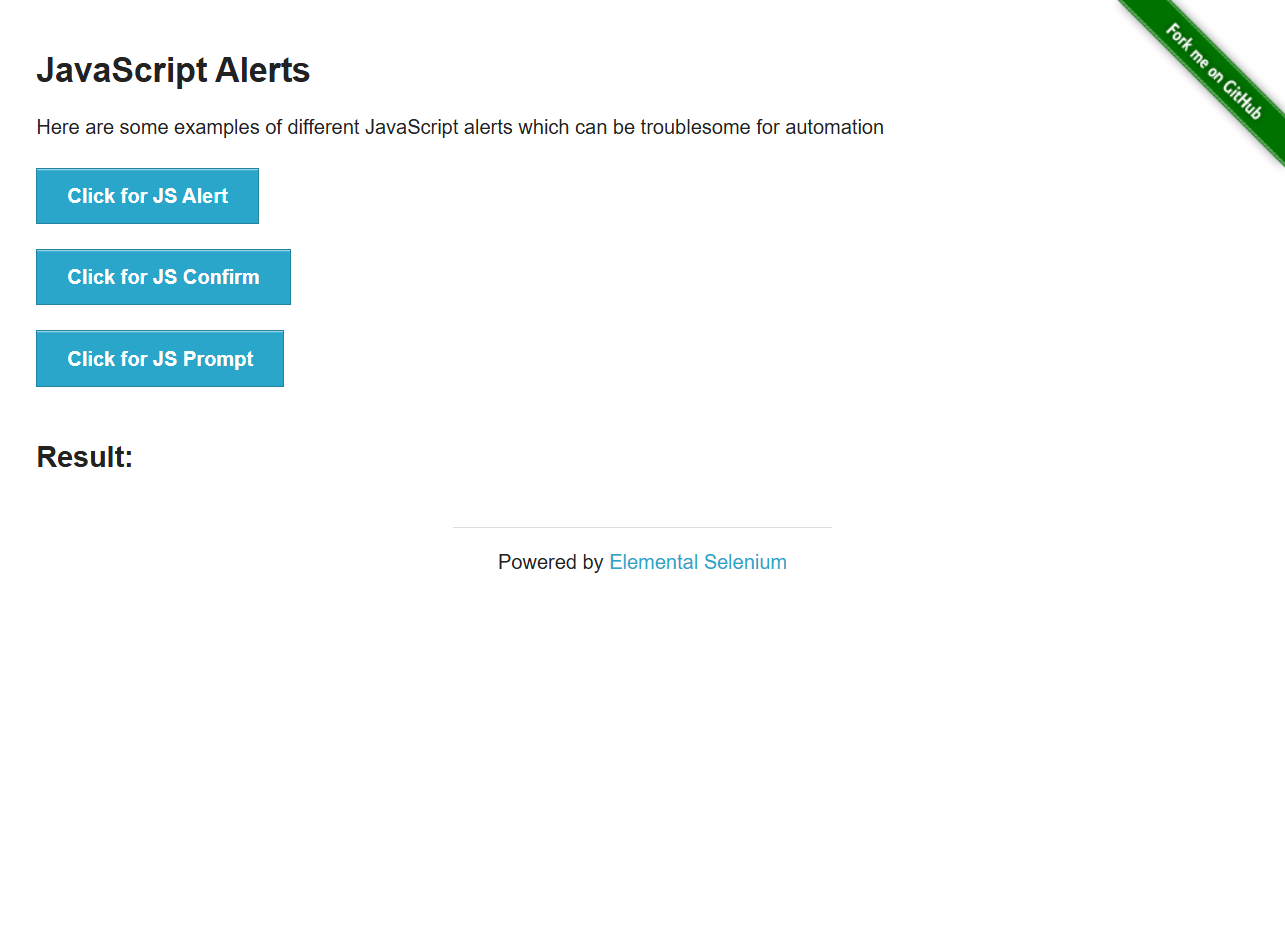 JavaScript Alerts
Fork me on GitHub
Here are some examples of different JavaScript alerts which can be troublesome for automation
Click for JS Alert
Click for JS Confirm
Click for JS Prompt
Result:
Powered by Elemental Selenium